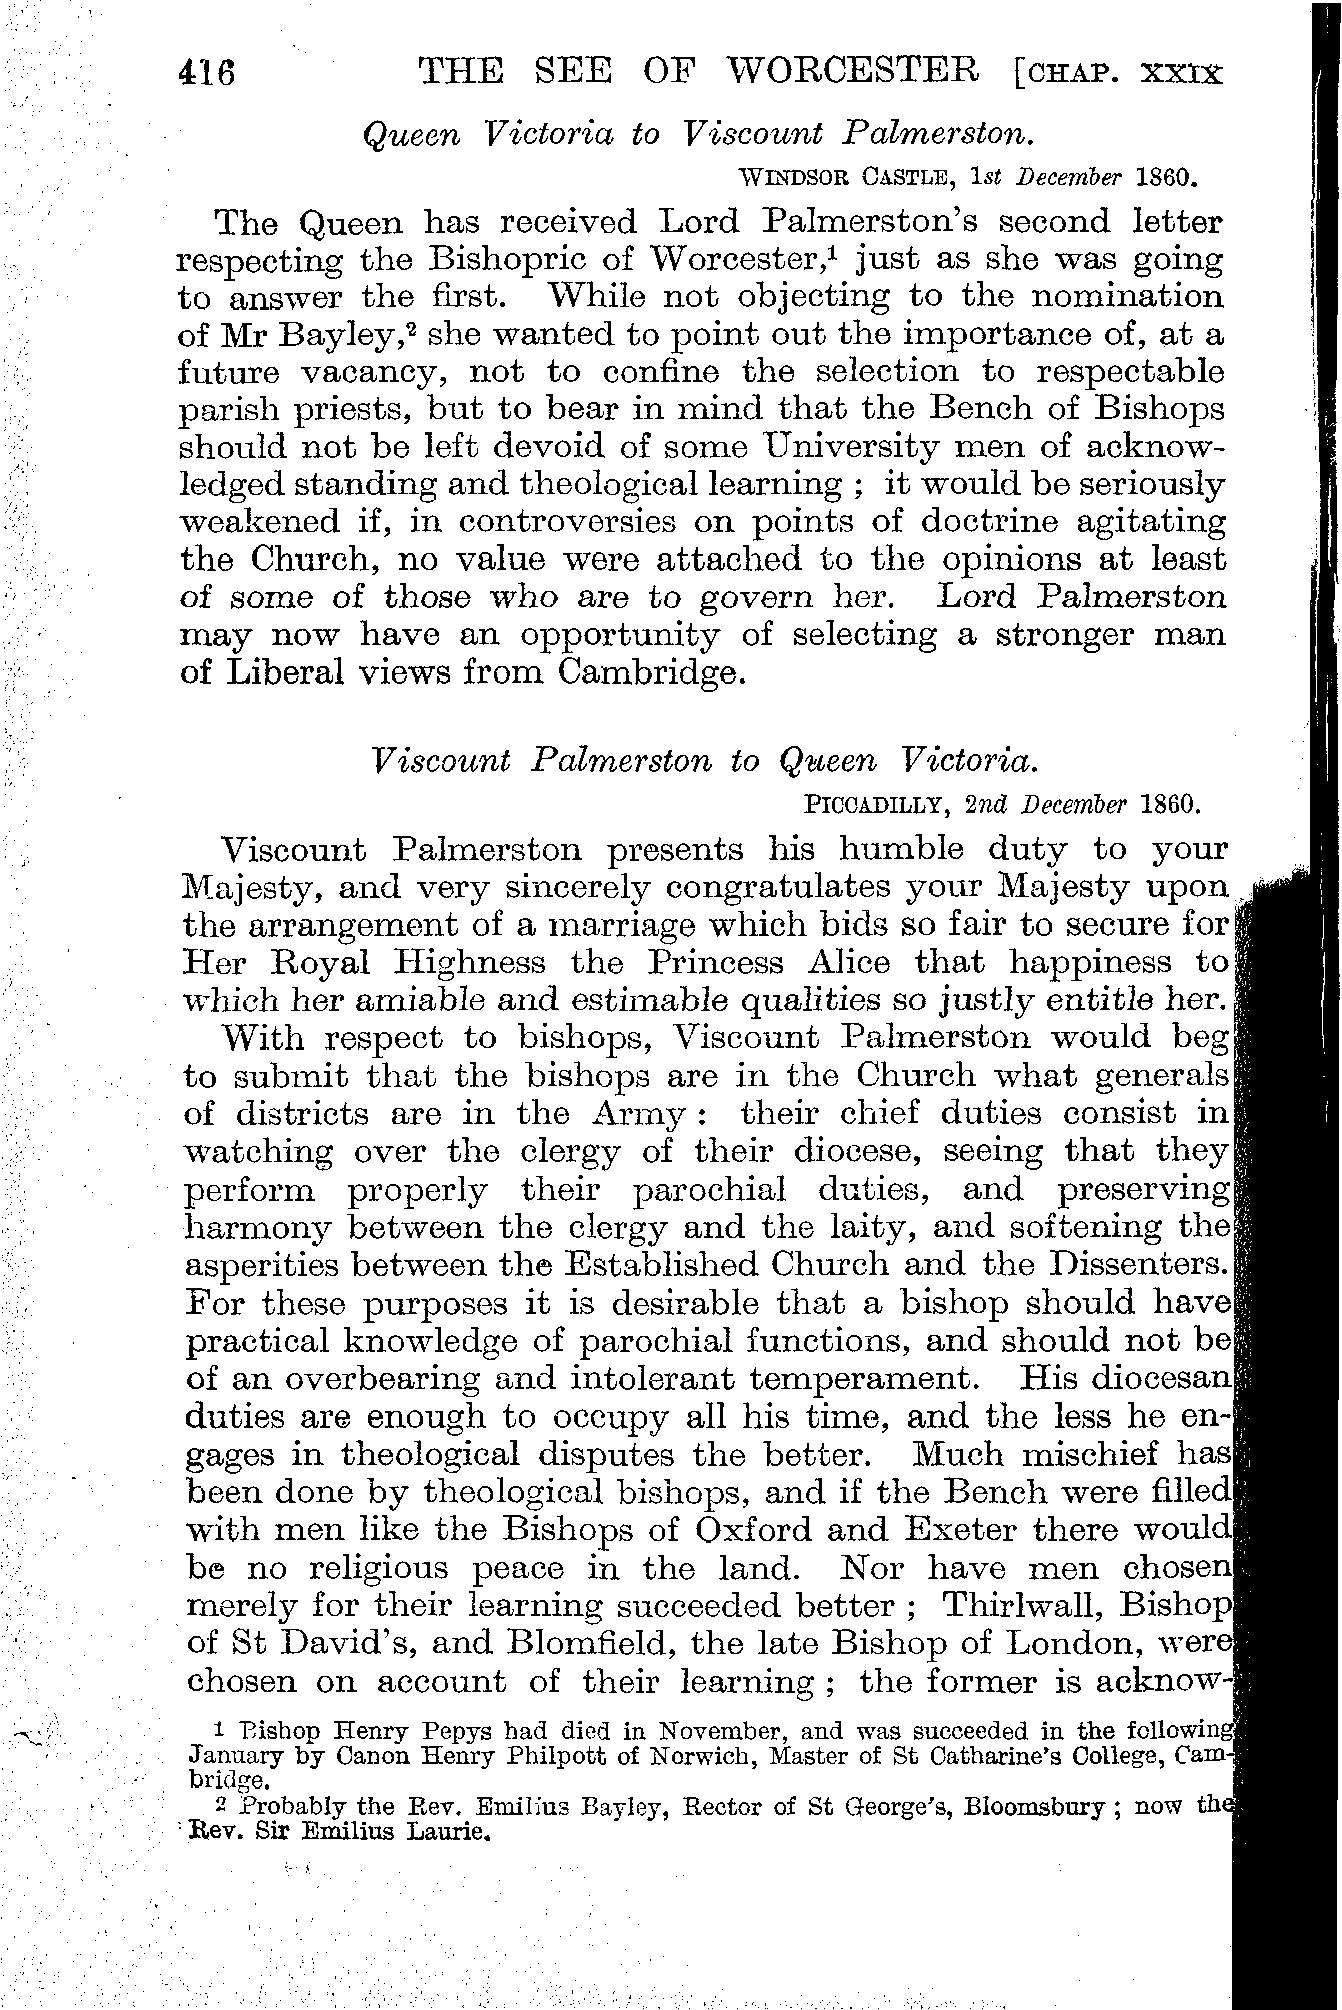 416 THE SEE OF WORCESTER [CHAP. XXIX
Queen Victoria to Viscount Palmerston.
WINDSOR CASTLE, 1st December 1860.
The Queen has received Lord Palmerston's second letter
respecting the Bishopric of Worcester,¹ just as she was going
to answer the first. While not objecting to the nomination
of Mr Bayley,² she wanted to point out the importance of, at a
future vacancy, not to confine the selection to respectable
parish priests, but to bear in mind that the Bench of Bishops
should not be left devoid of some University men of acknow-
ledged standing and theological learning ; it would be seriously
weakened if, in controversies on points of doctrine agitating
the Church, no value were attached to the opinions at least
of some of those who are to govern her. Lord Palmerston
may now have an opportunity of selecting a stronger man
of Liberal views from Cambridge.
Viscount Palmerston to Queen Victoria.
PICCADILLY, 2nd December 1860.
Viscount Palmerston presents his humble duty to your
Majesty, and very sincerely congratulates your Majesty upon
the arrangement of a marriage which bids so fair to secure for
Her Royal Highness the Princess Alice that happiness to
which her amiable and estimable qualities so justly entitle her.
With respect to bishops, Viscount Palmerston would beg
to submit that the bishops are in the Church what generals
of districts are in the Army : their chief duties consist in
watching over the clergy of their diocese, seeing that they
perform properly their parochial duties, and preserving
harmony between the clergy and the laity, and softening the
asperities between the Established Church and the Dissenters.
For these purposes it is desirable that a bishop should have
practical knowledge of parochial functions, and should not be
of an overbearing and intolerant temperament. His diocesan
duties are enough to occupy all his time, and the less he en-
gages in theological disputes the better. Much mischief has
been done by theological bishops, and if the Bench were filled
with men like the Bishops of Oxford and Exeter there would
be no religious peace in the land. Nor have men chosen
merely for their learning succeeded better ; Thirlwall, Bishop
of St David's, and Blomfield, the late Bishop of London, were
chosen on account of their learning ; the former is acknow-
1 Bishop Henry Pepys had died in November, and was succeeded in the following
January by Canon Henry Philpott of Norwich, Master of St Catharine's College, Cam-
bridge.
2 Probably the Rev. Emilius Bayley, Rector of St George's, Bloomsbury ; now the
Rev. Sir Emilius Laurie.